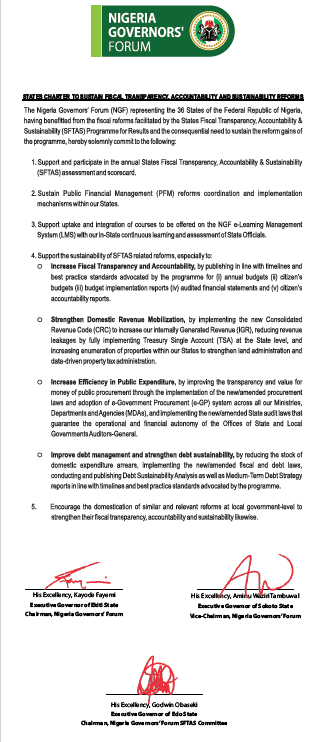 NIGERIA
GOVERNORS'
FORUM
STATES CHARTER TO SUSTAIN FISCAL TRANSPARENCY, ACCOUNTABILITY AND SUSTAINABILITY REFORMS
The Nigeria Governors' Forum (NGF) representing the 36 States of the Federal Republic of Nigeria,
having benefitted from the fiscal reforms facilitated by the States Fiscal Transparency, Accountability &
Sustainability (SFTAS) Programme for Results and the consequential need to sustain the reform gains of
the programme, hereby solemnly commit to the following:
1. Support and participate in the annual States Fiscal Transparency, Accountability & Sustainability
(SFTAS) assessment and scorecard.
2. Sustain Public Financial Management (PFM) reforms coordination and implementation
mechanisms within our States.
3. Support uptake and integration of courses to be offered on the NGF e-Learning Management
System (LMS) with our in-State continuous learning and assessment of State Officials.
4. Support the sustainability of SFTAS related reforms, especially to:
○ Increase Fiscal Transparency and Accountability, by publishing in line with timelines and
best practice standards advocated by the programme for (i) annual budgets (ii) citizen's
budgets (iii) budget implementation reports (iv) audited financial statements and (v) citizen's
accountability reports.
○ Strengthen Domestic Revenue Mobilization, by implementing the new Consolidated
Revenue Code (CRC) to increase our internally Generated Revenue (IGR), reducing revenue
leakages by fully implementing Treasury Single Account (TSA) at the State level, and
increasing enumeration of properties within our States to strengthen land administration and
data-driven property tax administration.
○ Increase Efficiency in Public Expenditure, by improving the transparency and value for
money of public procurement through the implementation of the new/amended procurement
laws and adoption of e-Government Procurement (e-GP) system across all our Ministries,
Departments and Agencies (MDAs), and implementing the new/amended State audit laws that
guarantee the operational and financial autonomy of the Offices of State and Local
Governments Auditors-General.
○ Improve debt management and strengthen debt sustainability, by reducing the stock of
domestic expenditure arrears, implementing the new/amended fiscal and debt laws,
conducting and publishing Debt Sustainability Analysis as well as Medium-Term Debt Strategy
reports in line with timelines and best practice standards advocated by the programme.
5. Encourage the domestication of similar and relevant reforms at local government-level to
strengthen their fiscal transparency, accountability and sustainability likewise.
His Excellency, Kayode Fayemi
Executive Governor of Ekiti State
Chairman, Nigeria Governors' Forum
His Excellency, Aminu Waziri Tambuwal
Executive Governor of Sokoto State
Vice-Chairman, Nigeria Governors' Forum
His Excellency, Godwin Obaseki
Executive Governor of Edo State
Chairman, Nigeria Governors' Forum SFTAS Committee